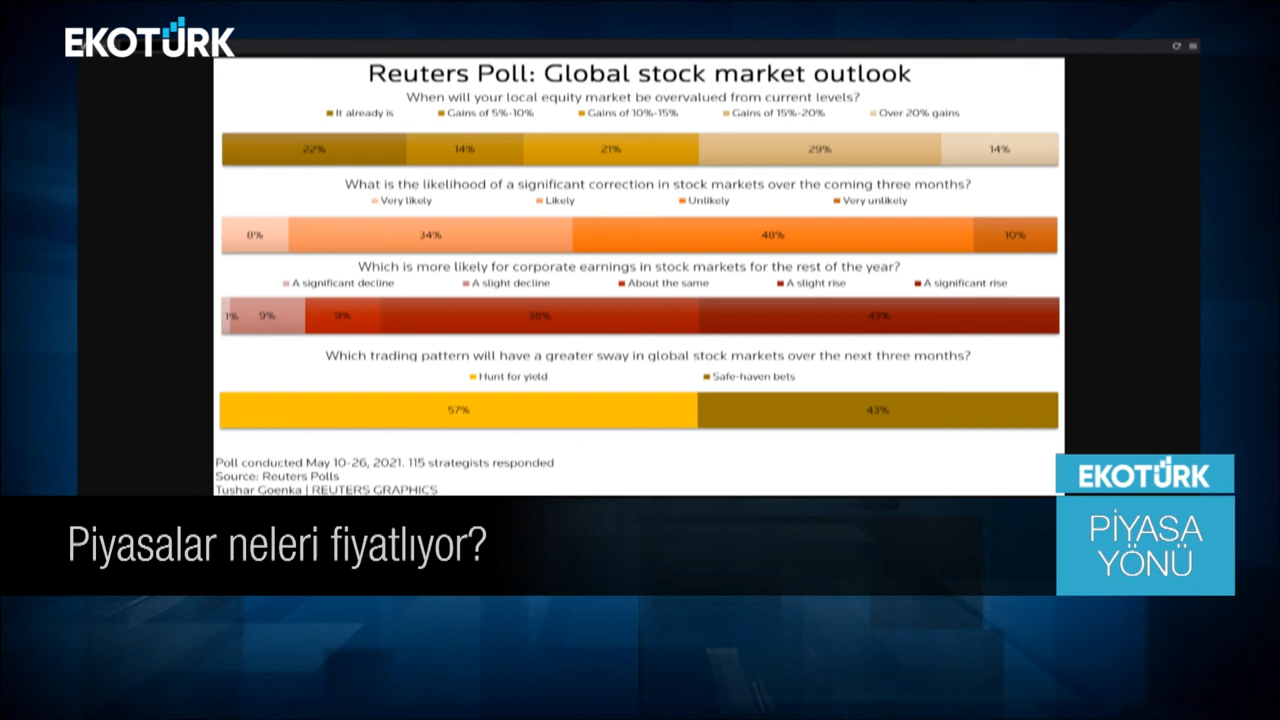 EKOTÜRK
Reuters Poll: Global stock market outlook
When will your local equity market be overvalued from current levels?
It already is Gains of 5%-10% Gains of 10%-15% Gains of 15%-20% Over 20% gains
22% 14% 21% 29% 14%
What is the likelihood of a significant correction in stock markets over the coming three months?
Very likely Likely Unlikely Very unlikely
8% 34% 48% 10%
Which is more likely for corporate earnings in stock markets for the rest of the year?
A significant decline A slight decline About the same A slight rise A significant rise
1% 9% 9% 38% 43%
Which trading pattern will have a greater sway in global stock markets over the next three months?
Hunt for yield Safe-haven bets
57% 43%
Poll conducted May 10-26, 2021. 115 strategists responded
Source: Reuters Polls
Tushar Goenka | REUTERS GRAPHICS
EKOTÜRK
Piyasalar neleri fiyatlıyor?
PİYASA
YÖNÜ